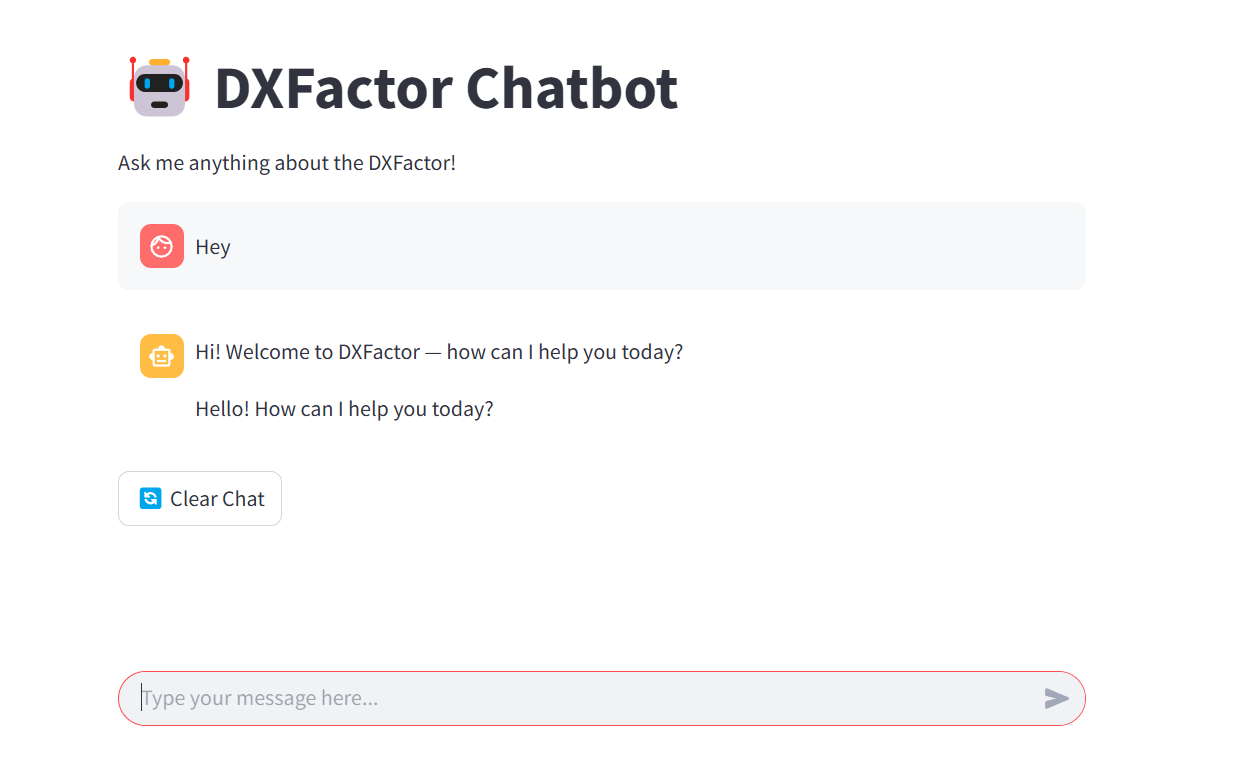 DXFactor Chatbot
Ask me anything about the DXFactor!
Hey
Hi! Welcome to DXFactor — how can I help you today?
Hello! How can I help you today?
Clear Chat
Type your message here...